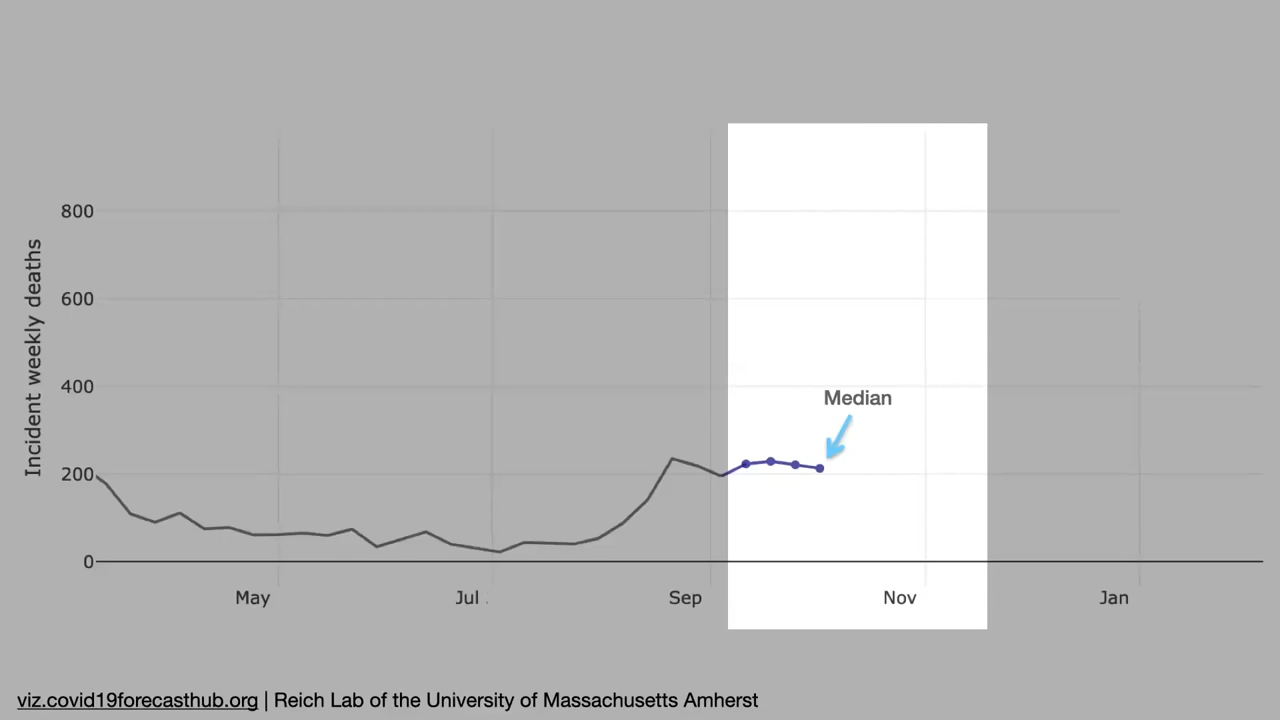 800
600
400
200
0
Incident weekly deaths
Median
May
Jul
Sep
Nov
Jan
viz.covid19forecasthub.org | Reich Lab of the University of Massachusetts Amherst